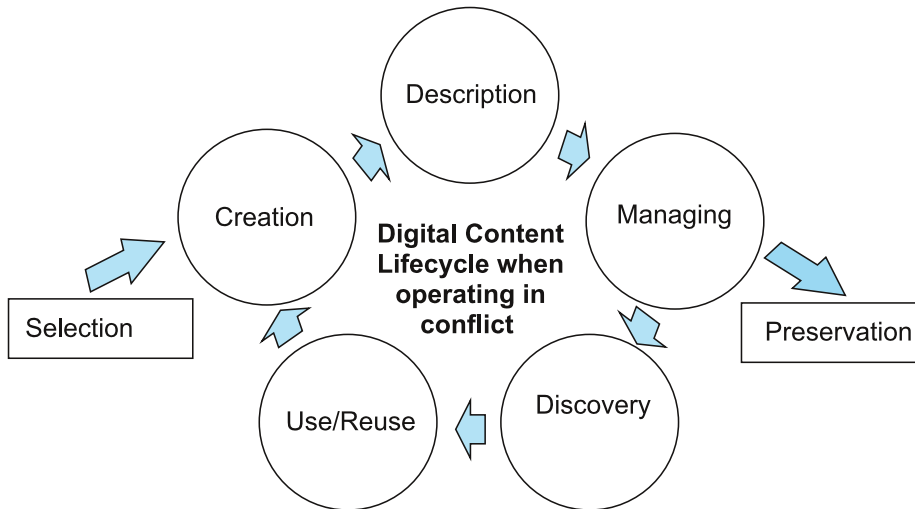 Description
Creation
Managing
Digital Content
Lifecycle when
operating in
conflict
Selection
Preservation
Use/Reuse
Discovery